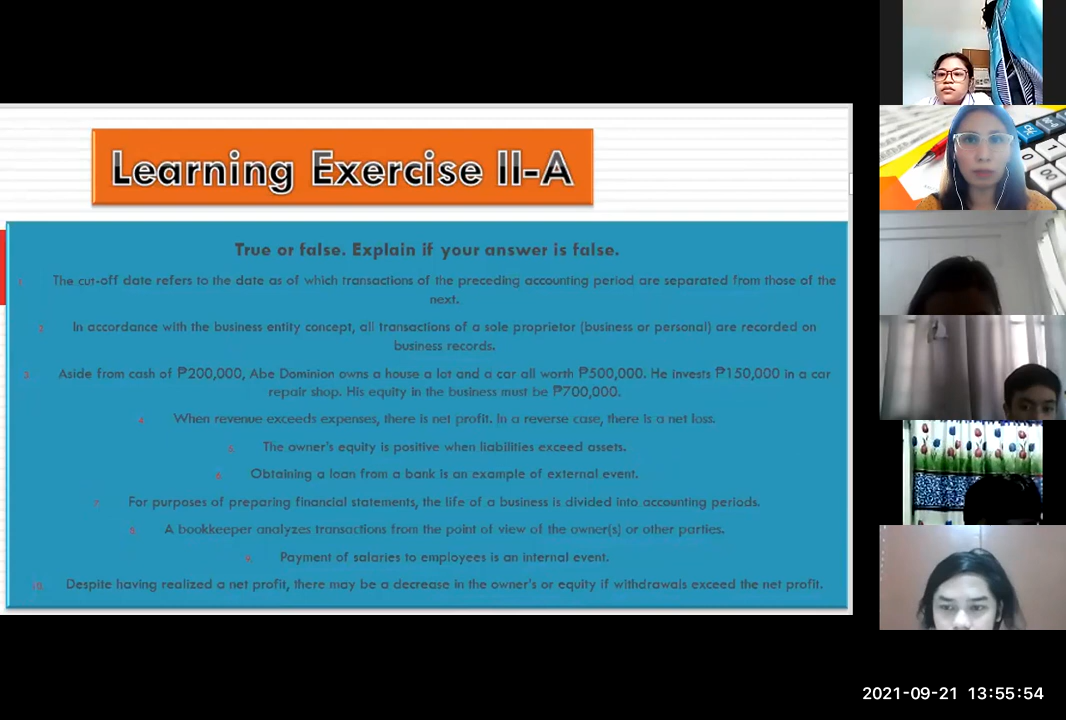 Learning Exercise II-A
True or false. Explain if your answer is false.
1. The cut-off date refers to the date as of which transactions of the preceding accounting period are separated from those of the
next.
2. In accordance with the business entity concept, all transactions of a sole proprietor (business or personal) are recorded on
business records.
3. Aside from cash of ₱200,000, Abe Dominion owns a house a lot and a car all worth ₱500,000. He invests ₱150,000 in a car
repair shop. His equity in the business must be ₱700,000.
4. When revenue exceeds expenses, there is net profit. In a reverse case, there is a net loss.
5. The owner's equity is positive when liabilities exceed assets.
6. Obtaining a loan from a bank is an example of external event.
7. For purposes of preparing financial statements, the life of a business is divided into accounting periods.
8. A bookkeeper analyzes transactions from the point of view of the owner(s) or other parties.
9. Payment of salaries to employees is an internal event.
10. Despite having realized a net profit, there may be a decrease in the owner's or equity if withdrawals exceed the net profit.
2021-09-21 13:55:54